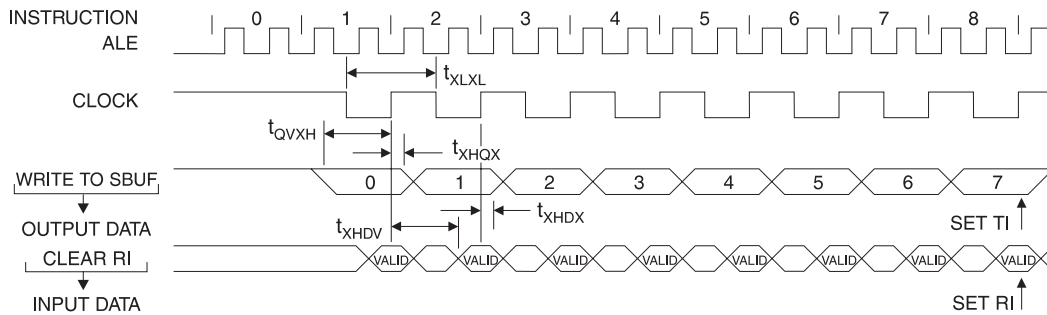 INSTRUCTION 0 1 2 3 4 5 6 7 8
ALE
tXLXL
CLOCK
tQVXH
tXHQX
WRITE TO SBUF 0 1 2 3 4 5 6 7
tXHDX
OUTPUT DATA SET TI
tXHDV
CLEAR RI VALID VALID VALID VALID VALID VALID VALID VALID
INPUT DATA SET RI